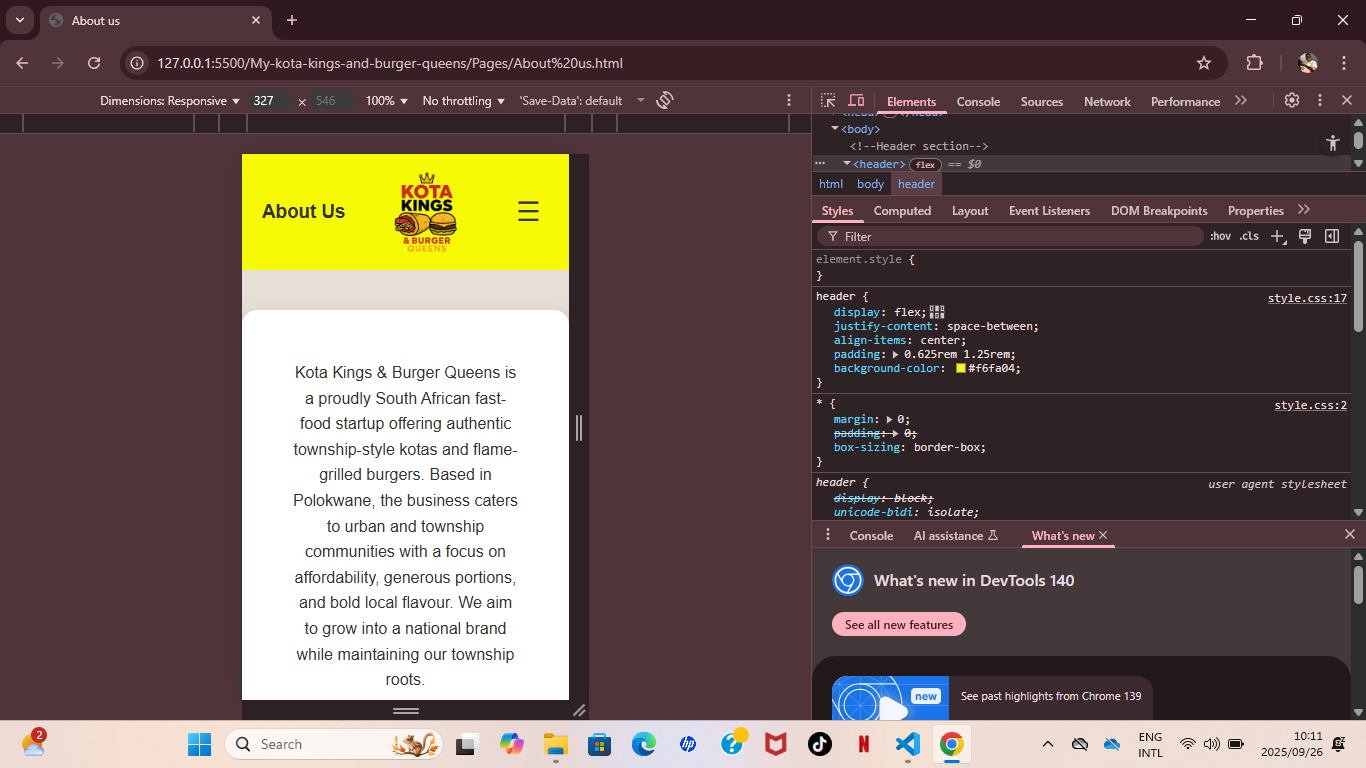 About us
127.0.0.1:5500/My-kota-kings-and-burger-queens/Pages/About%20us.html
Dimensions: Responsive 327 × 546 100% No throttling 'Save-Data': default
Elements Console Sources Network Performance
<body>
<!--Header section-->
<header> flex == $0
html body header
Styles Computed Layout Event Listeners DOM Breakpoints Properties
Filter :hov .cls
element.style {
}
header { style.css:17
display: flex;
justify-content: space-between;
align-items: center;
padding: 0.625rem 1.25rem;
background-color: #f6fa04;
}
* { style.css:2
margin: 0;
padding: 0;
box-sizing: border-box;
}
header { user agent stylesheet
display: block;
unicode-bidi: isolate;
Console AI assistance What's new
What's new in DevTools 140
See all new features
new
See past highlights from Chrome 139
About Us
KOTA
KINGS
& BURGER
QUEENS
☰
Kota Kings & Burger Queens is
a proudly South African fast-
food startup offering authentic
township-style kotas and flame-
grilled burgers. Based in
Polokwane, the business caters
to urban and township
communities with a focus on
affordability, generous portions,
and bold local flavour. We aim
to grow into a national brand
while maintaining our township
roots.
2
Search
ENG
INTL
10:11
2025/09/26